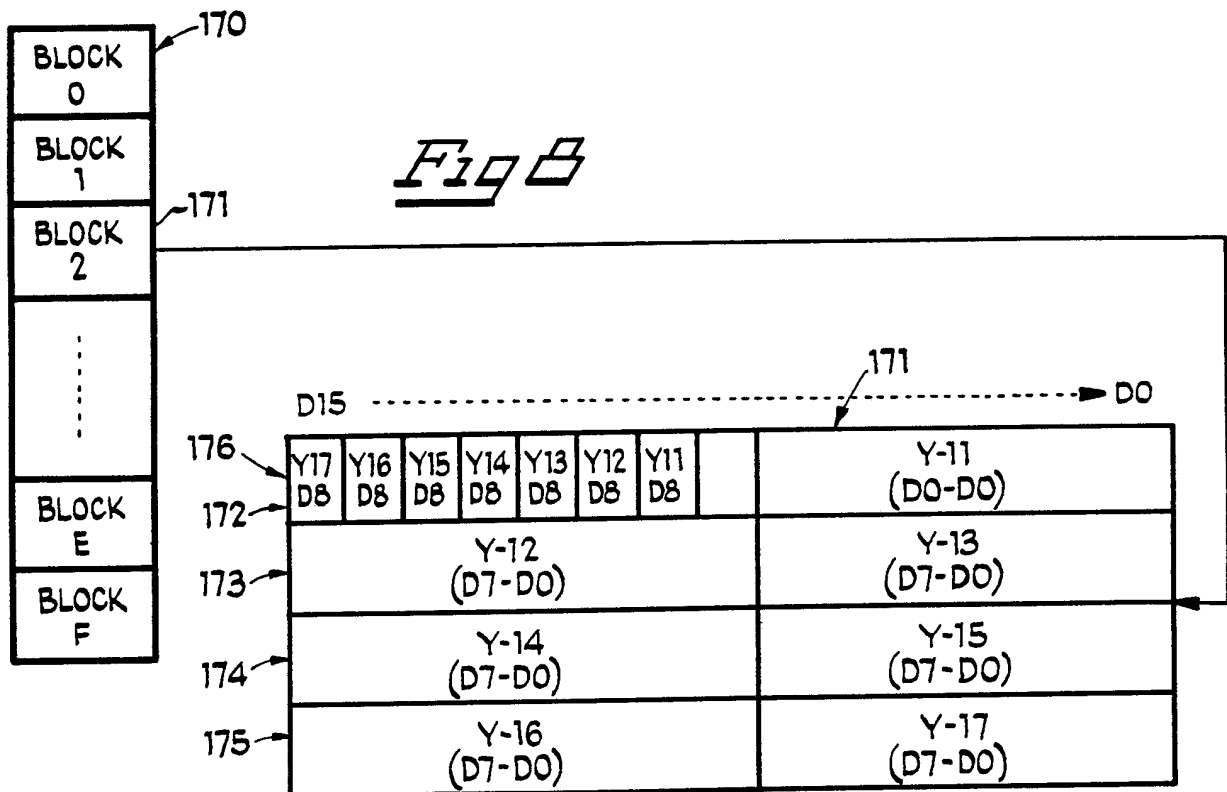 170
BLOCK
0
BLOCK
1
171
BLOCK
2
BLOCK
E
BLOCK
F
Fig 8
171
D15 D0
176
172
Y17 Y16 Y15 Y14 Y13 Y12 Y11
D8 D8 D8 D8 D8 D8 D8
Y-11
(D0-D0)
173
Y-12
(D7-D0)
Y-13
(D7-D0)
174
Y-14
(D7-D0)
Y-15
(D7-D0)
175
Y-16
(D7-D0)
Y-17
(D7-D0)